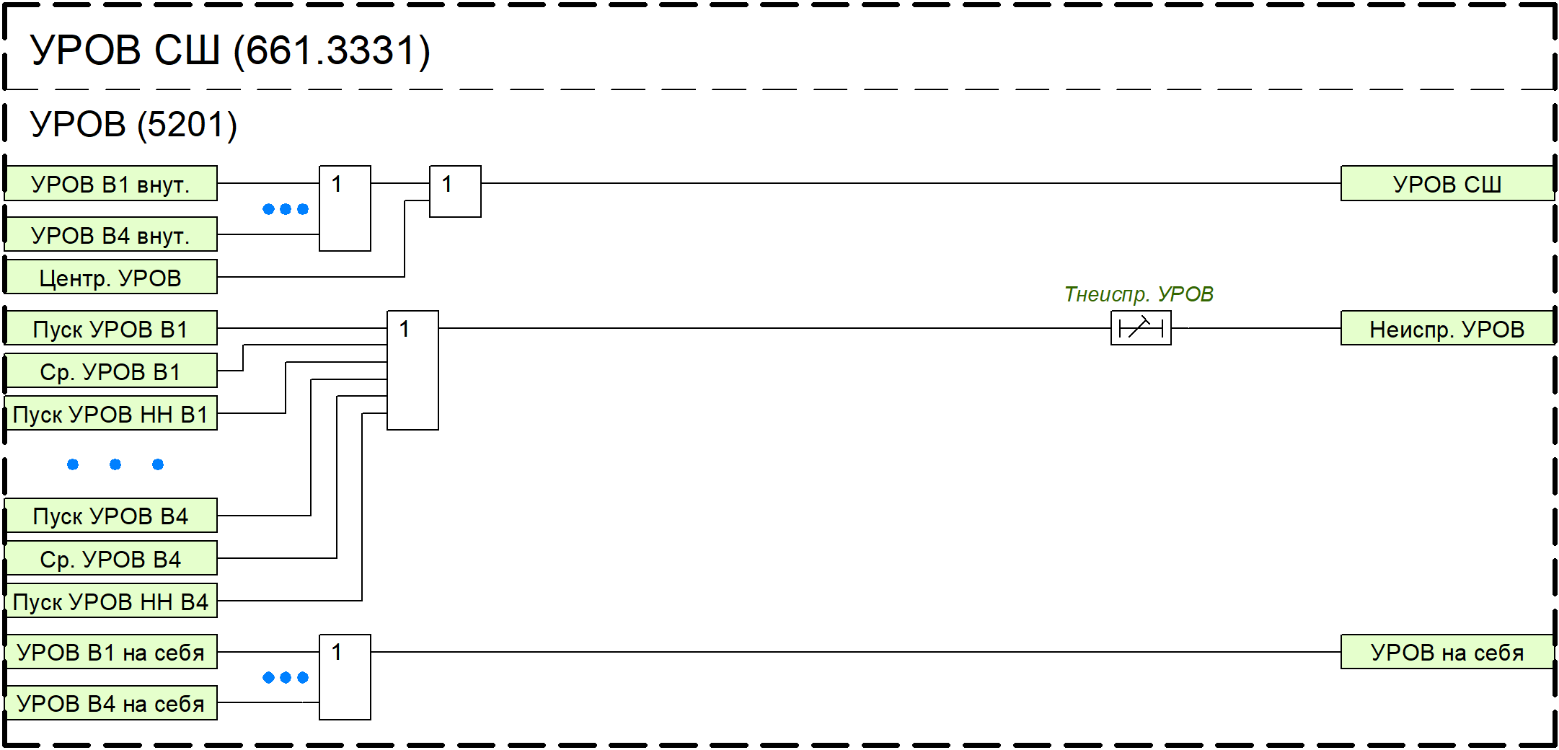 УРОВ СШ (661.3331)
УРОВ (5201)
УРОВ В1 внут.
1
1
УРОВ СШ
УРОВ В4 внут.
Центр. УРОВ
Тнеиспр. УРОВ
Пуск УРОВ В1
1
Неиспр. УРОВ
Ср. УРОВ В1
Пуск УРОВ НН В1
Пуск УРОВ В4
Ср. УРОВ В4
Пуск УРОВ НН В4
УРОВ В1 на себя
1
УРОВ на себя
УРОВ В4 на себя